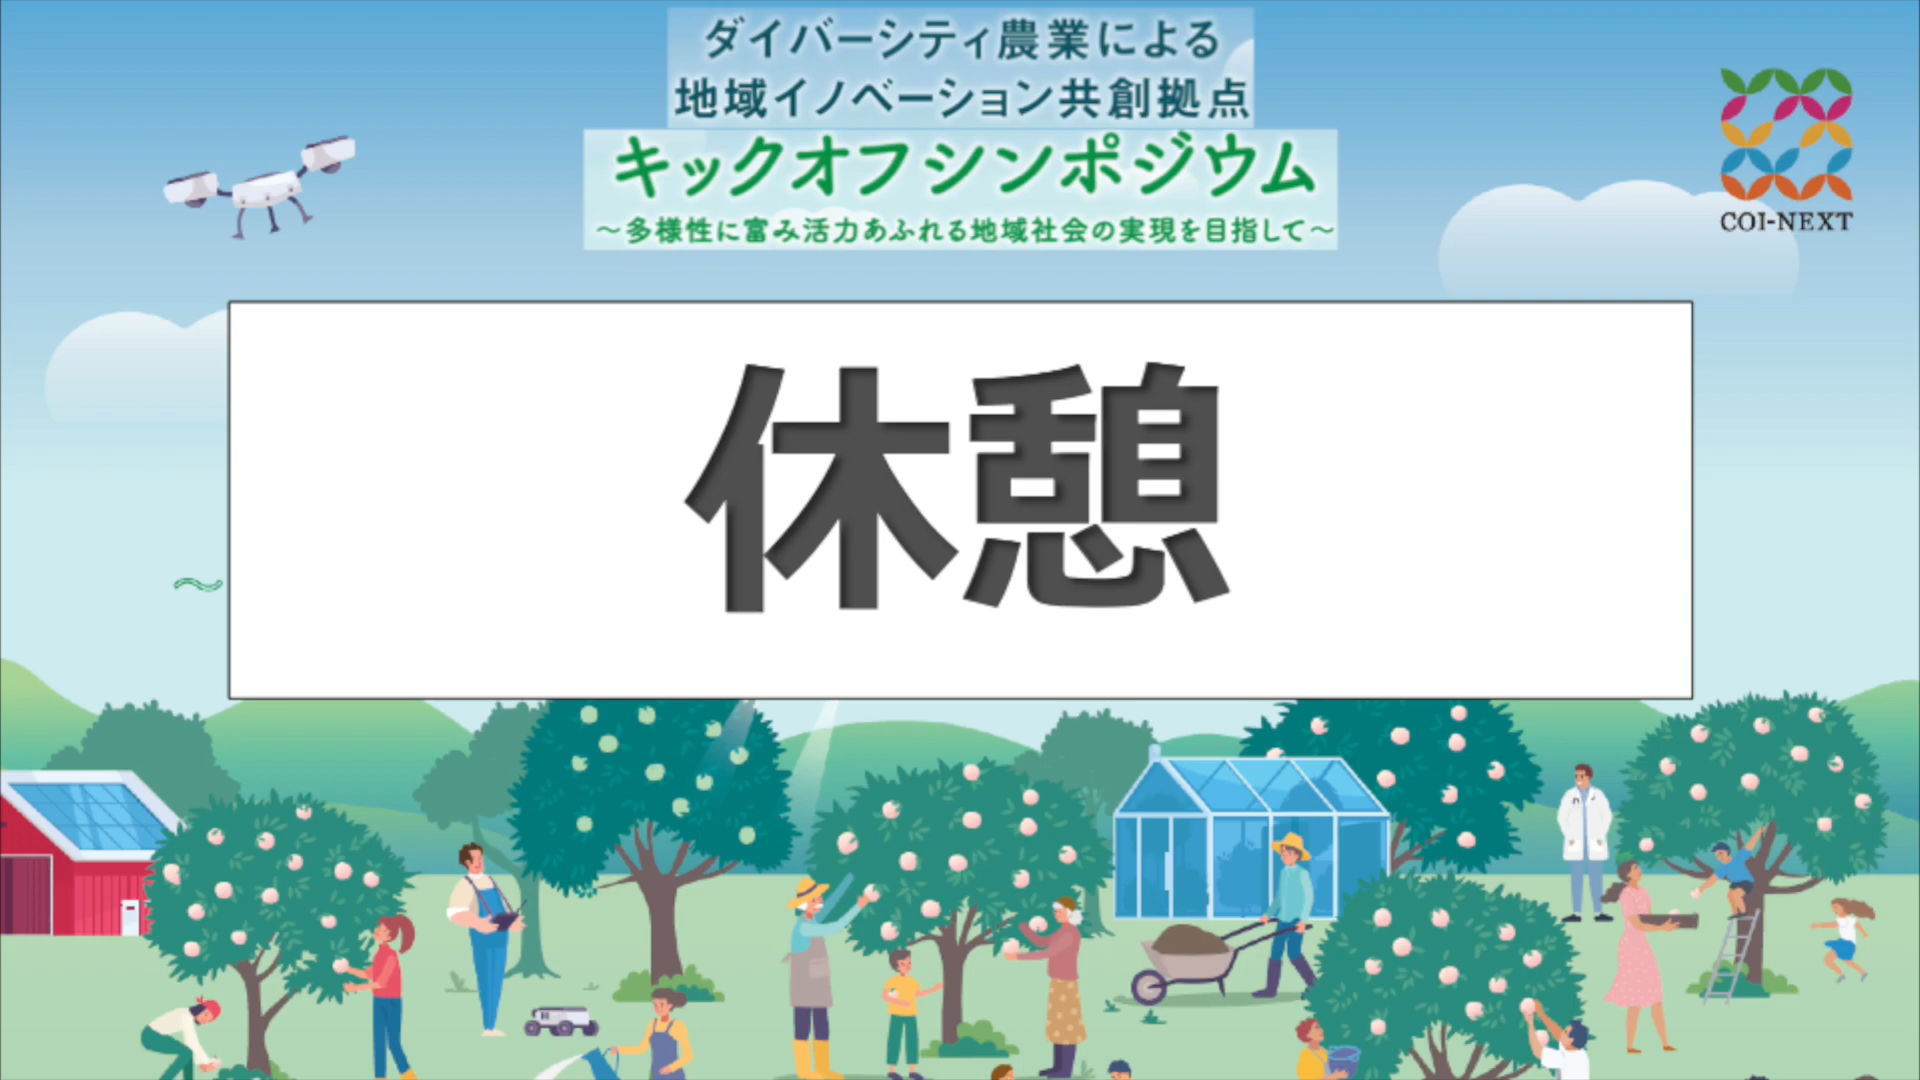 ダイバーシティ農業による
地域イノベーション共創拠点
キックオフシンポジウム
～多様性に富み活力あふれる地域社会の実現を目指して～
COI-NEXT
休憩
～